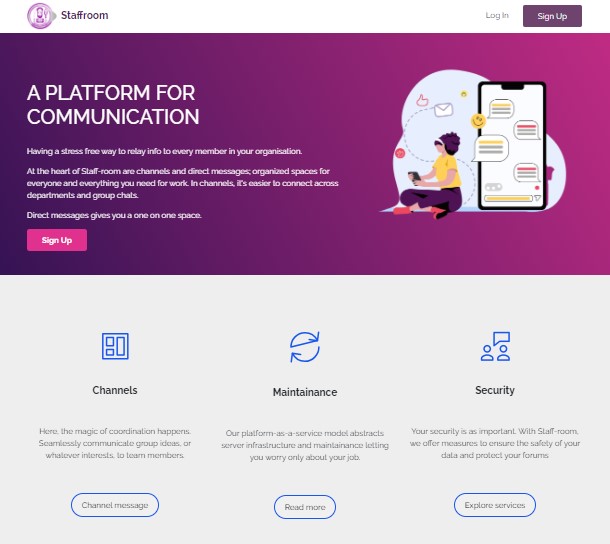 Staffroom
Log In
Sign Up
A PLATFORM FOR
COMMUNICATION
Having a stress free way to relay info to every member in your organisation.
At the heart of Staff-room are channels and direct messages; organized spaces for
everyone and everything you need for work. In channels, it's easier to connect across
departments and group chats.
Direct messages gives you a one on one space.
Sign Up
Channels
Maintainance
Security
Here, the magic of coordination happens.
Seamlessly communicate group ideas, or
whatever interests, to team members.
Our platform-as-a-service model abstracts
server infrastructure and maintainance letting
you worry only about your job.
Your security is as important, With Staff-room,
we offer measures to ensure the safety of your
data and protect your forums
Channel message
Read more
Explore services